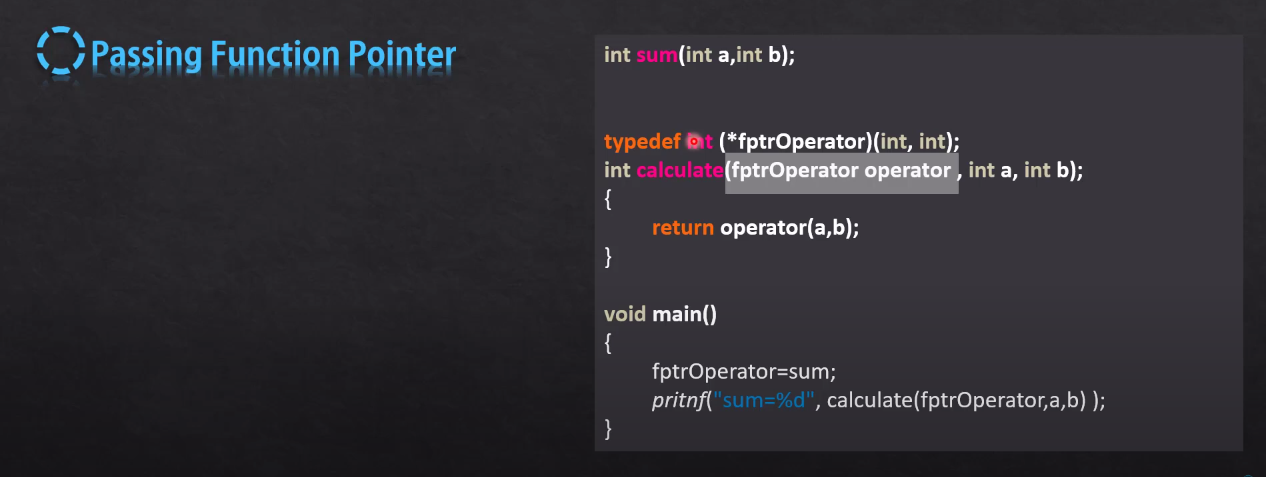 Passing Function Pointer
int sum(int a,int b);
typedef int (*fptrOperator)(int, int);
int calculate(fptrOperator operator , int a, int b);
{
return operator(a,b);
}
void main()
{
fptrOperator=sum;
pritnf("sum=%d", calculate(fptrOperator,a,b) );
}